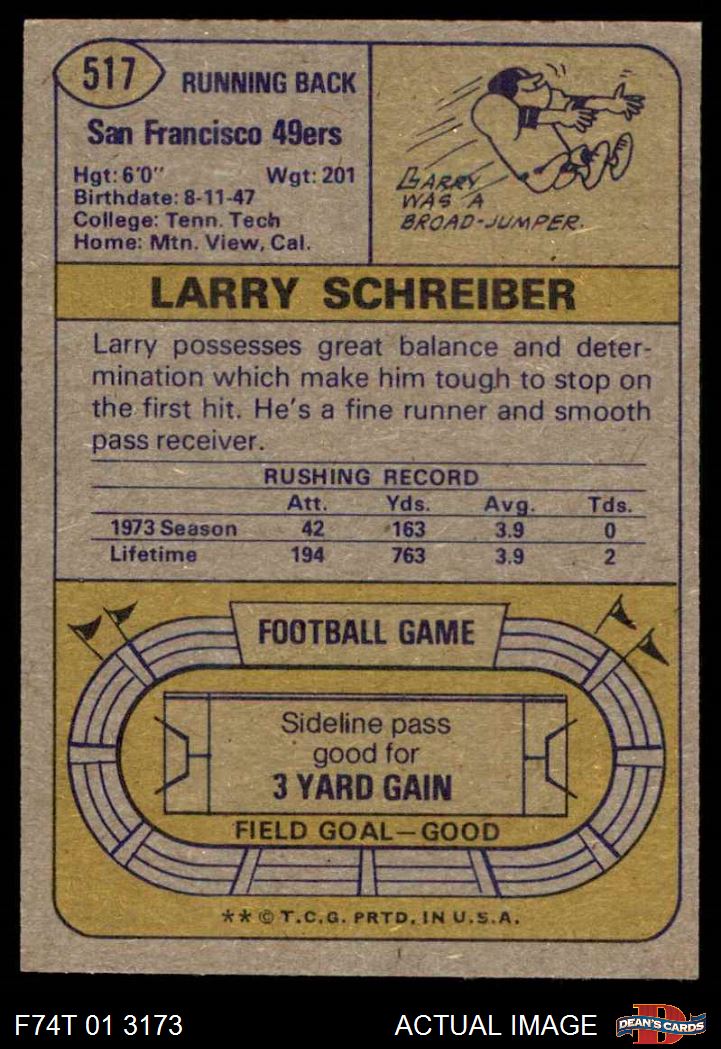 517
RUNNING BACK
San Francisco 49ers
Hgt: 6'0" Wgt: 201
Birthdate: 8-11-47
College: Tenn. Tech
Home: Mtn. View, Cal.
LARRY
WAS A
BROAD-JUMPER.
LARRY SCHREIBER
Larry possesses great balance and deter-
mination which make him tough to stop on
the first hit. He's a fine runner and smooth
pass receiver.
RUSHING RECORD
Att. Yds. Avg. Tds.
1973 Season 42 163 3.9 0
Lifetime 194 763 3.9 2
FOOTBALL GAME
Sideline pass
good for
3 YARD GAIN
FIELD GOAL—GOOD
** © T.C.G. PRTD. IN U.S.A.
F74T 01 3173 ACTUAL IMAGE
D
DEAN'S CARDS